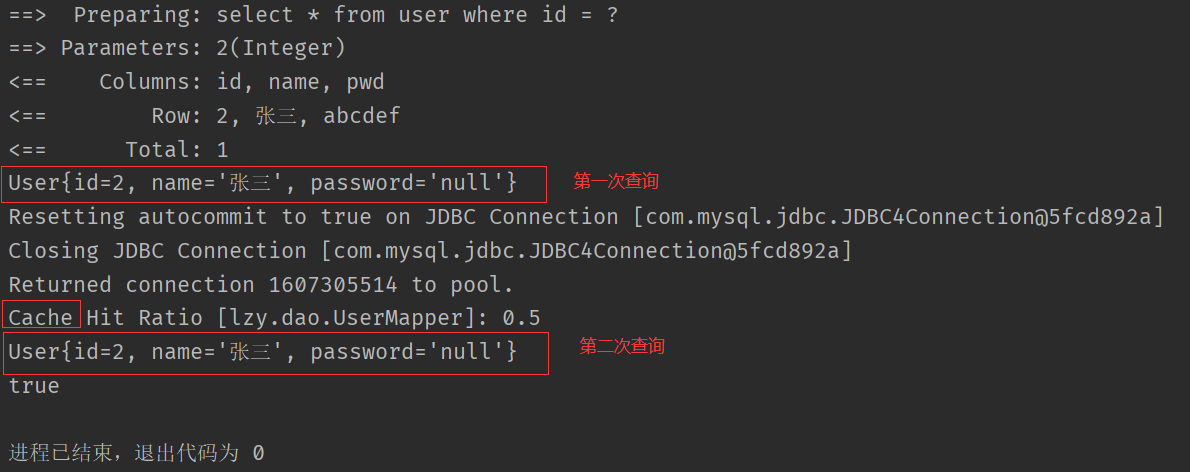 ==>  Preparing: select * from user where id = ?
==> Parameters: 2(Integer)
<==    Columns: id, name, pwd
<==        Row: 2, 张三, abcdef
<==      Total: 1
User{id=2, name='张三', password='null'} 第一次查询
Resetting autocommit to true on JDBC Connection [com.mysql.jdbc.JDBC4Connection@5fcd892a]
Closing JDBC Connection [com.mysql.jdbc.JDBC4Connection@5fcd892a]
Returned connection 1607305514 to pool.
Cache Hit Ratio [lzy.dao.UserMapper]: 0.5
User{id=2, name='张三', password='null'} 第二次查询
true
进程已结束，退出代码为 0